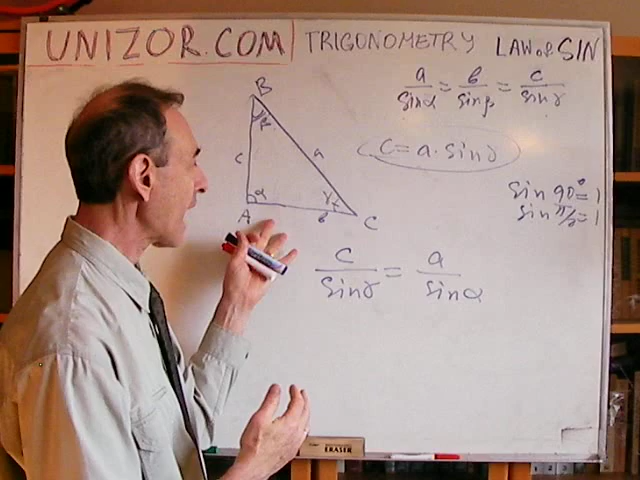 UNIZOR.COM TRIGONOMETRY LAW OF SIN
a/sinα = b/sinβ = c/sinγ
B
c a
A α b γ C
c = a · sinγ
sin 90° = 1
sin π/2 = 1
c/sinγ = a/sinα
ERASER